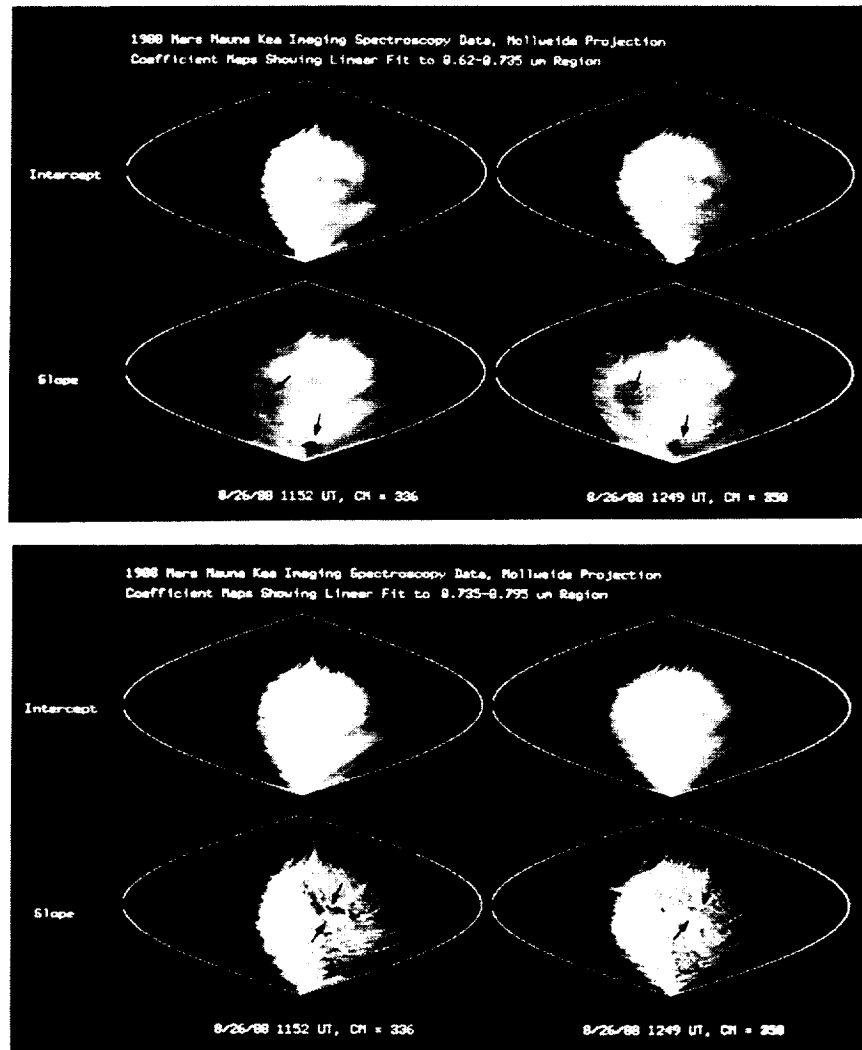 1988 Mars Mauna Kea Imaging Spectroscopy Data, Mollweide Projection
Coefficient Maps Showing Linear Fit to 0.62-0.735 um Region
Intercept
Slope
8/26/88 1152 UT, CM = 336
8/26/88 1249 UT, CM = 350
1988 Mars Mauna Kea Imaging Spectroscopy Data, Mollweide Projection
Coefficient Maps Showing Linear Fit to 0.735-0.795 um Region
Intercept
Slope
8/26/88 1152 UT, CM = 336
8/26/88 1249 UT, CM = 350